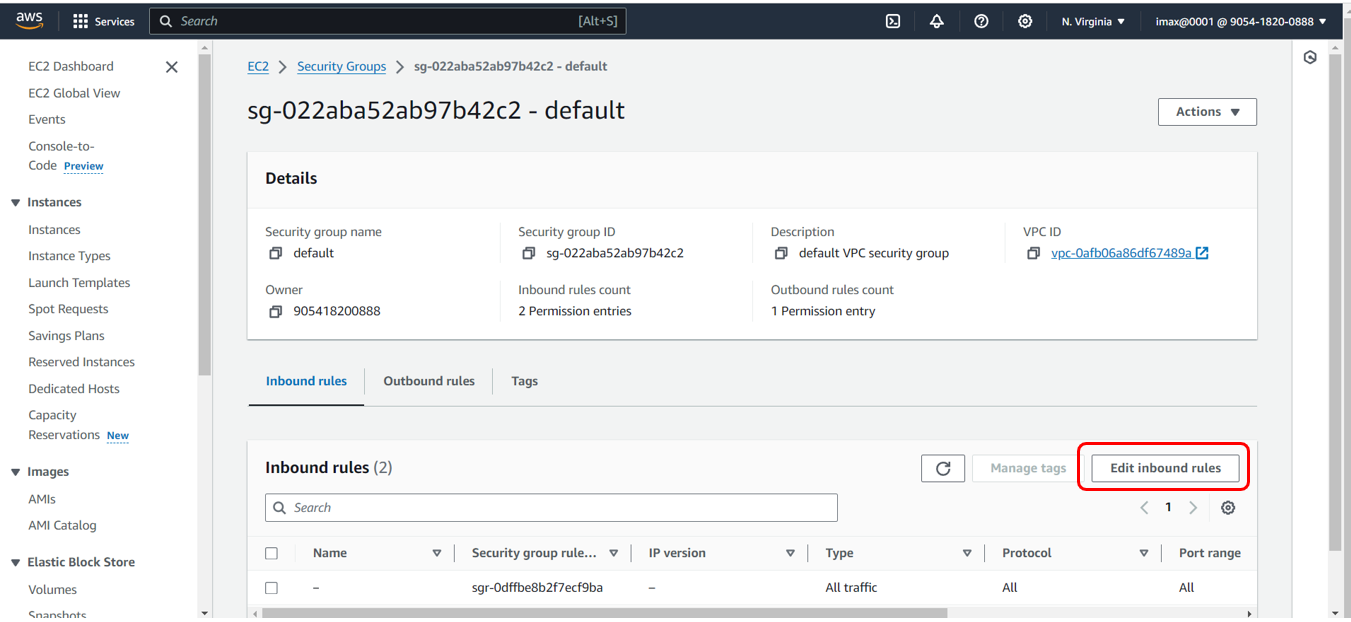 aws Services Search [Alt+S] N. Virginia imax@0001 @ 9054-1820-0888
EC2 Dashboard
EC2 Global View
Events
Console-to-
Code Preview
Instances
Instances
Instance Types
Launch Templates
Spot Requests
Savings Plans
Reserved Instances
Dedicated Hosts
Capacity
Reservations New
Images
AMIs
AMI Catalog
Elastic Block Store
Volumes
Snapshots
EC2 Security Groups sg-022aba52ab97b42c2 - default
sg-022aba52ab97b42c2 - default
Actions
Details
Security group name
default
Security group ID
sg-022aba52ab97b42c2
Description
default VPC security group
VPC ID
vpc-0afb06a86df67489a
Owner
905418200888
Inbound rules count
2 Permission entries
Outbound rules count
1 Permission entry
Inbound rules Outbound rules Tags
Inbound rules (2)
Manage tags Edit inbound rules
Search
1
Name Security group rule... IP version Type Protocol Port range
– sgr-0dffbe8b2f7ecf9ba – All traffic All All